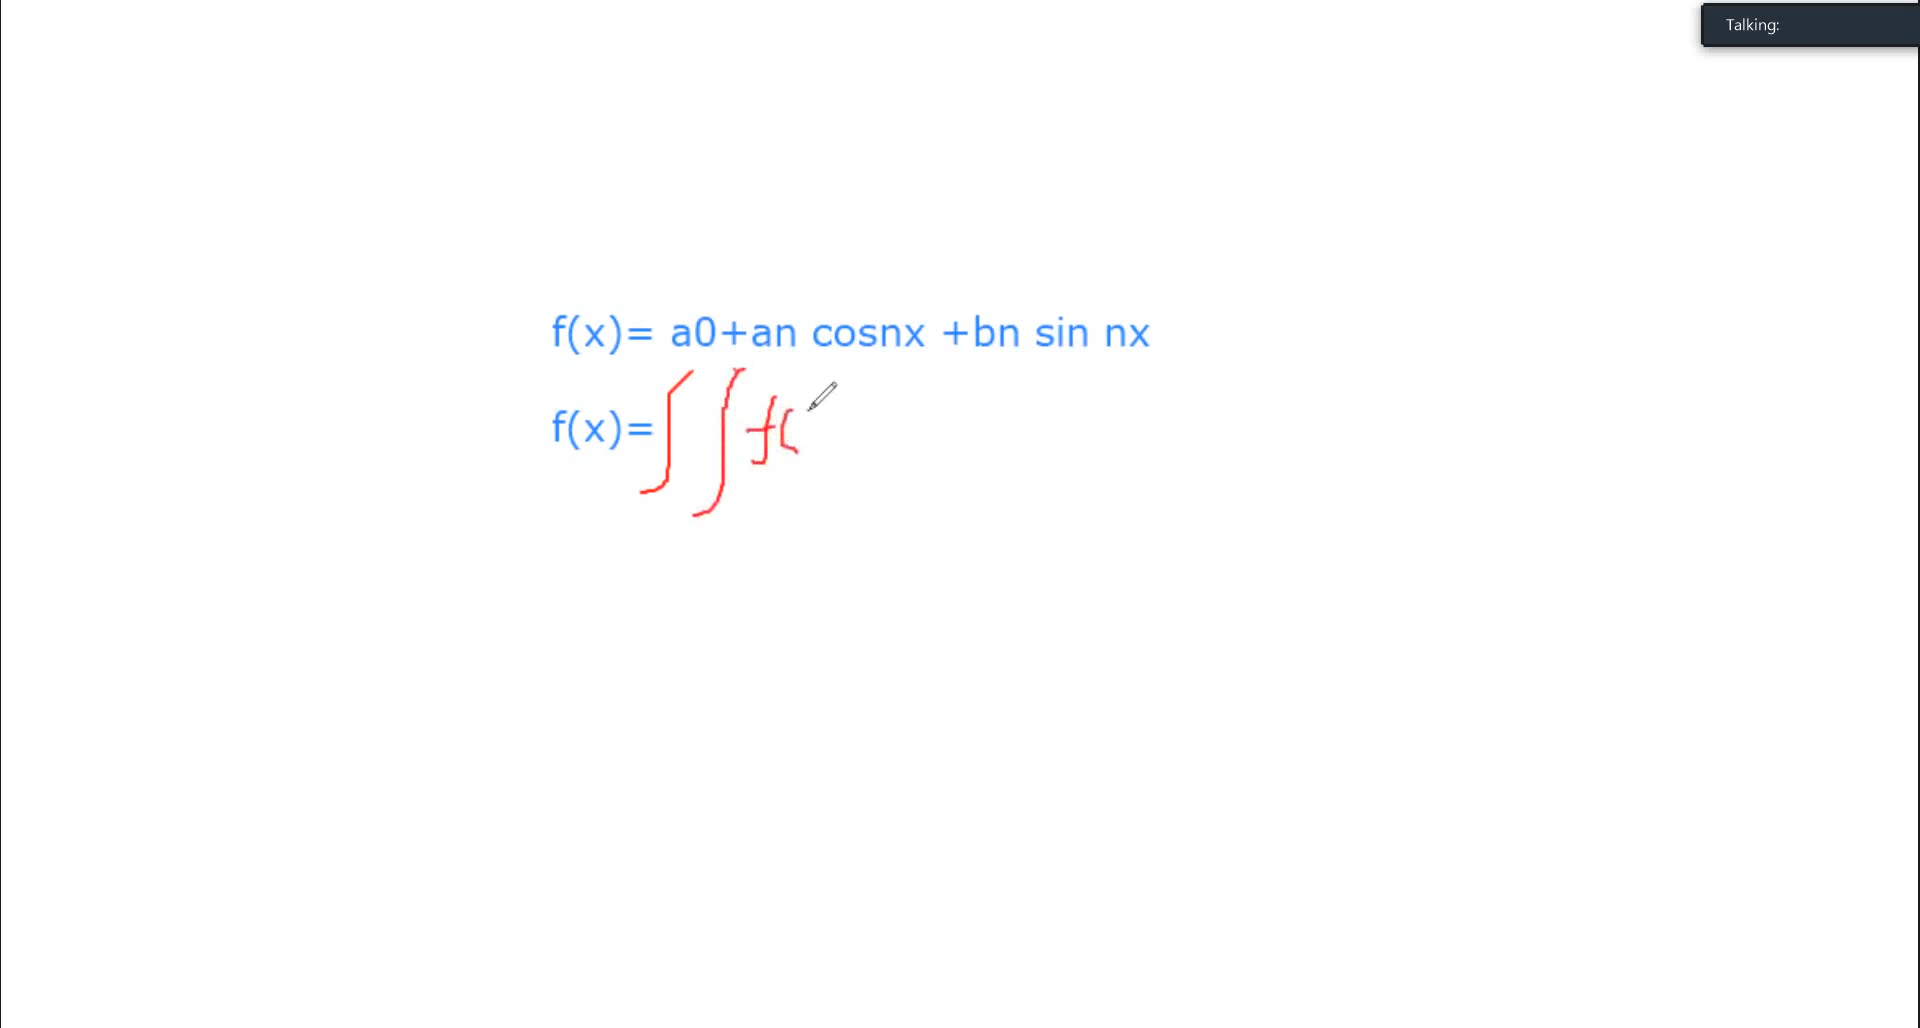 Talking:
f(x)= a0+an cosnx +bn sin nx
f(x)=∫ ∫ f(